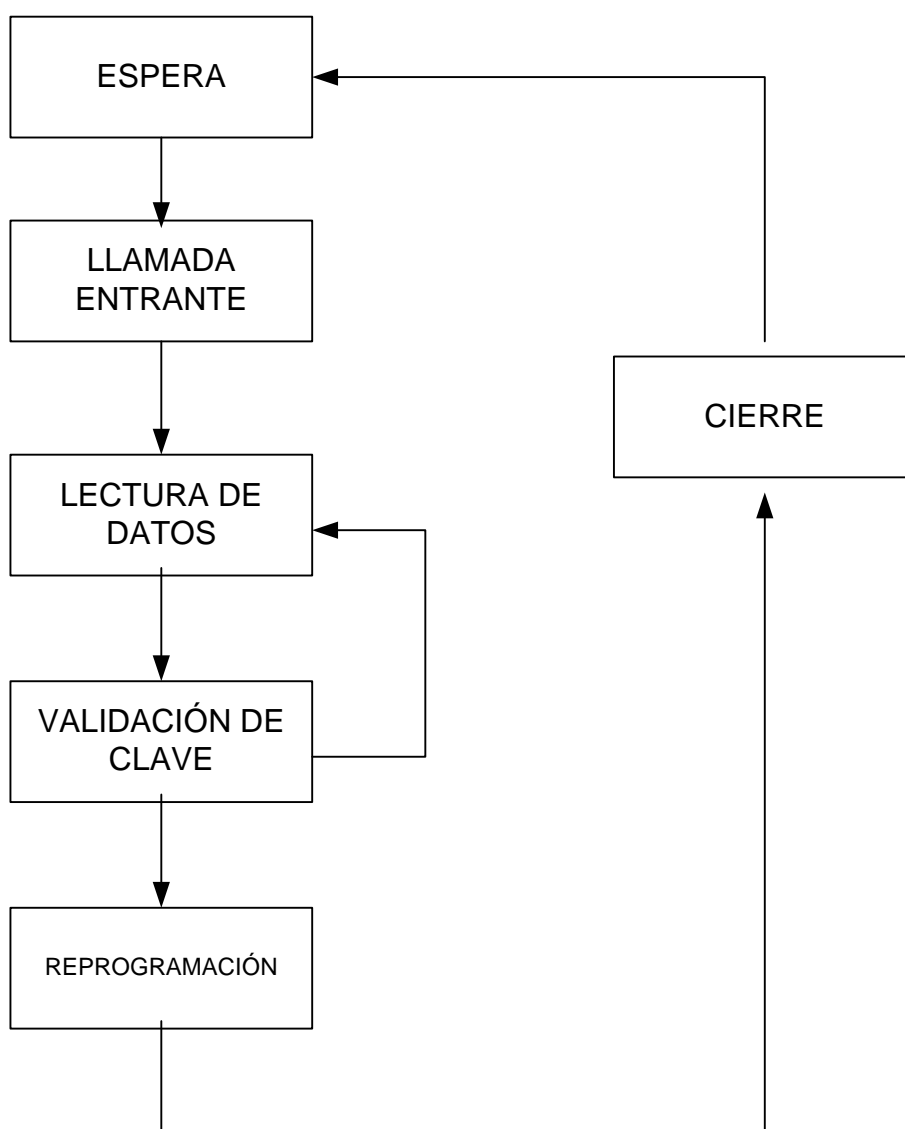 ESPERA
LLAMADA
ENTRANTE
CIERRE
LECTURA DE
DATOS
VALIDACIÓN DE
CLAVE
REPROGRAMACIÓN